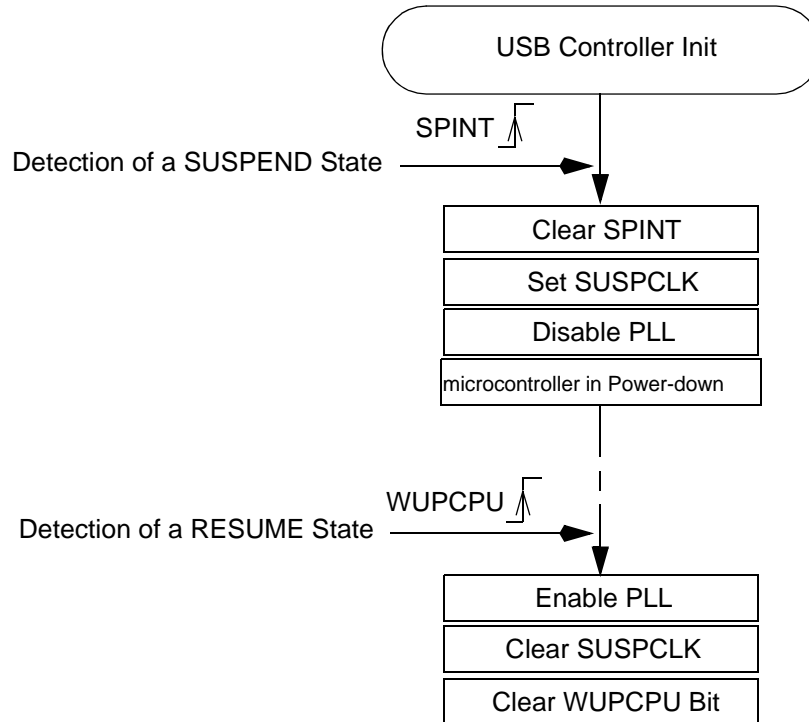 USB Controller Init
SPINT
Detection of a SUSPEND State
Clear SPINT
Set SUSPCLK
Disable PLL
microcontroller in Power-down
WUPCPU
Detection of a RESUME State
Enable PLL
Clear SUSPCLK
Clear WUPCPU Bit